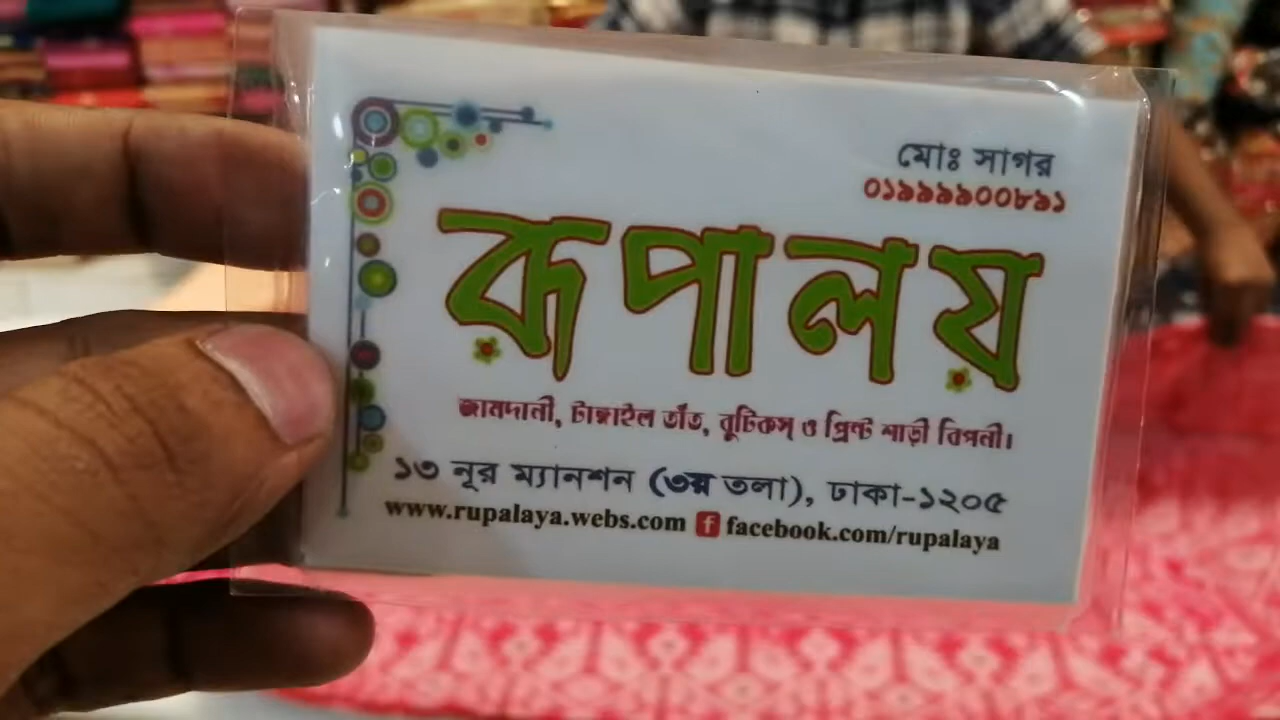 মোঃ সাগর
০১৯৯৯৯০০৮৯১
রূপালয়
জামদানী, টাঙ্গাইল তাঁত, বুটিকস্ ও প্রিন্ট শাড়ী বিপনী।
১৩ নূর ম্যানশন (৩য় তলা), ঢাকা-১২০৫
www.rupalaya.webs.com f facebook.com/rupalaya